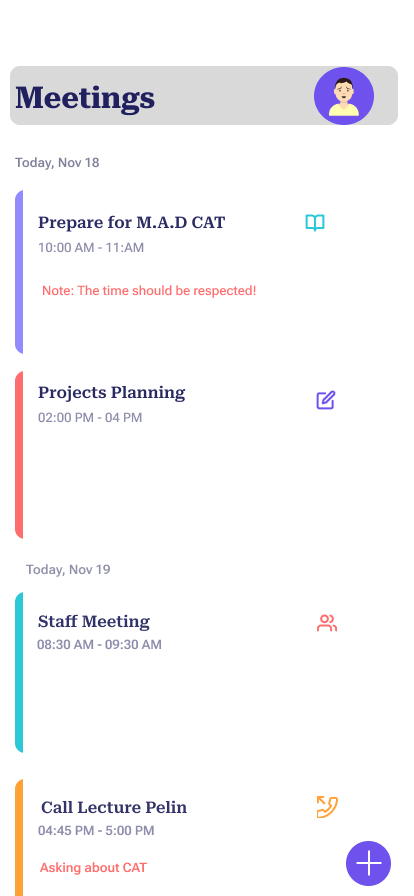 Meetings
Today, Nov 18
Prepare for M.A.D CAT
10:00 AM - 11:AM
Note: The time should be respected!
Projects Planning
02:00 PM - 04 PM
Today, Nov 19
Staff Meeting
08:30 AM - 09:30 AM
Call Lecture Pelin
04:45 PM - 5:00 PM
Asking about CAT